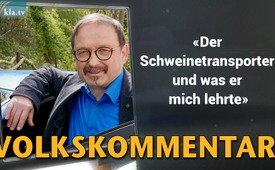 kla.tv
«Der
Schweinetransporter
und was er
mich lehrte»
VOLKSKOMMENTAR